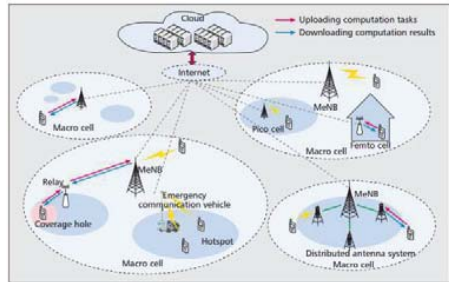 Cloud
Uploading computation tasks
Downloading computation results
Internet
MeNB
Macro cell
Pico cell
Femto cell
Macro cell
MeNB
Relay
Emergency
communication vehicle
Coverage hole
Hotspot
Macro cell
MeNB
Distributed antenna system
Macro cell